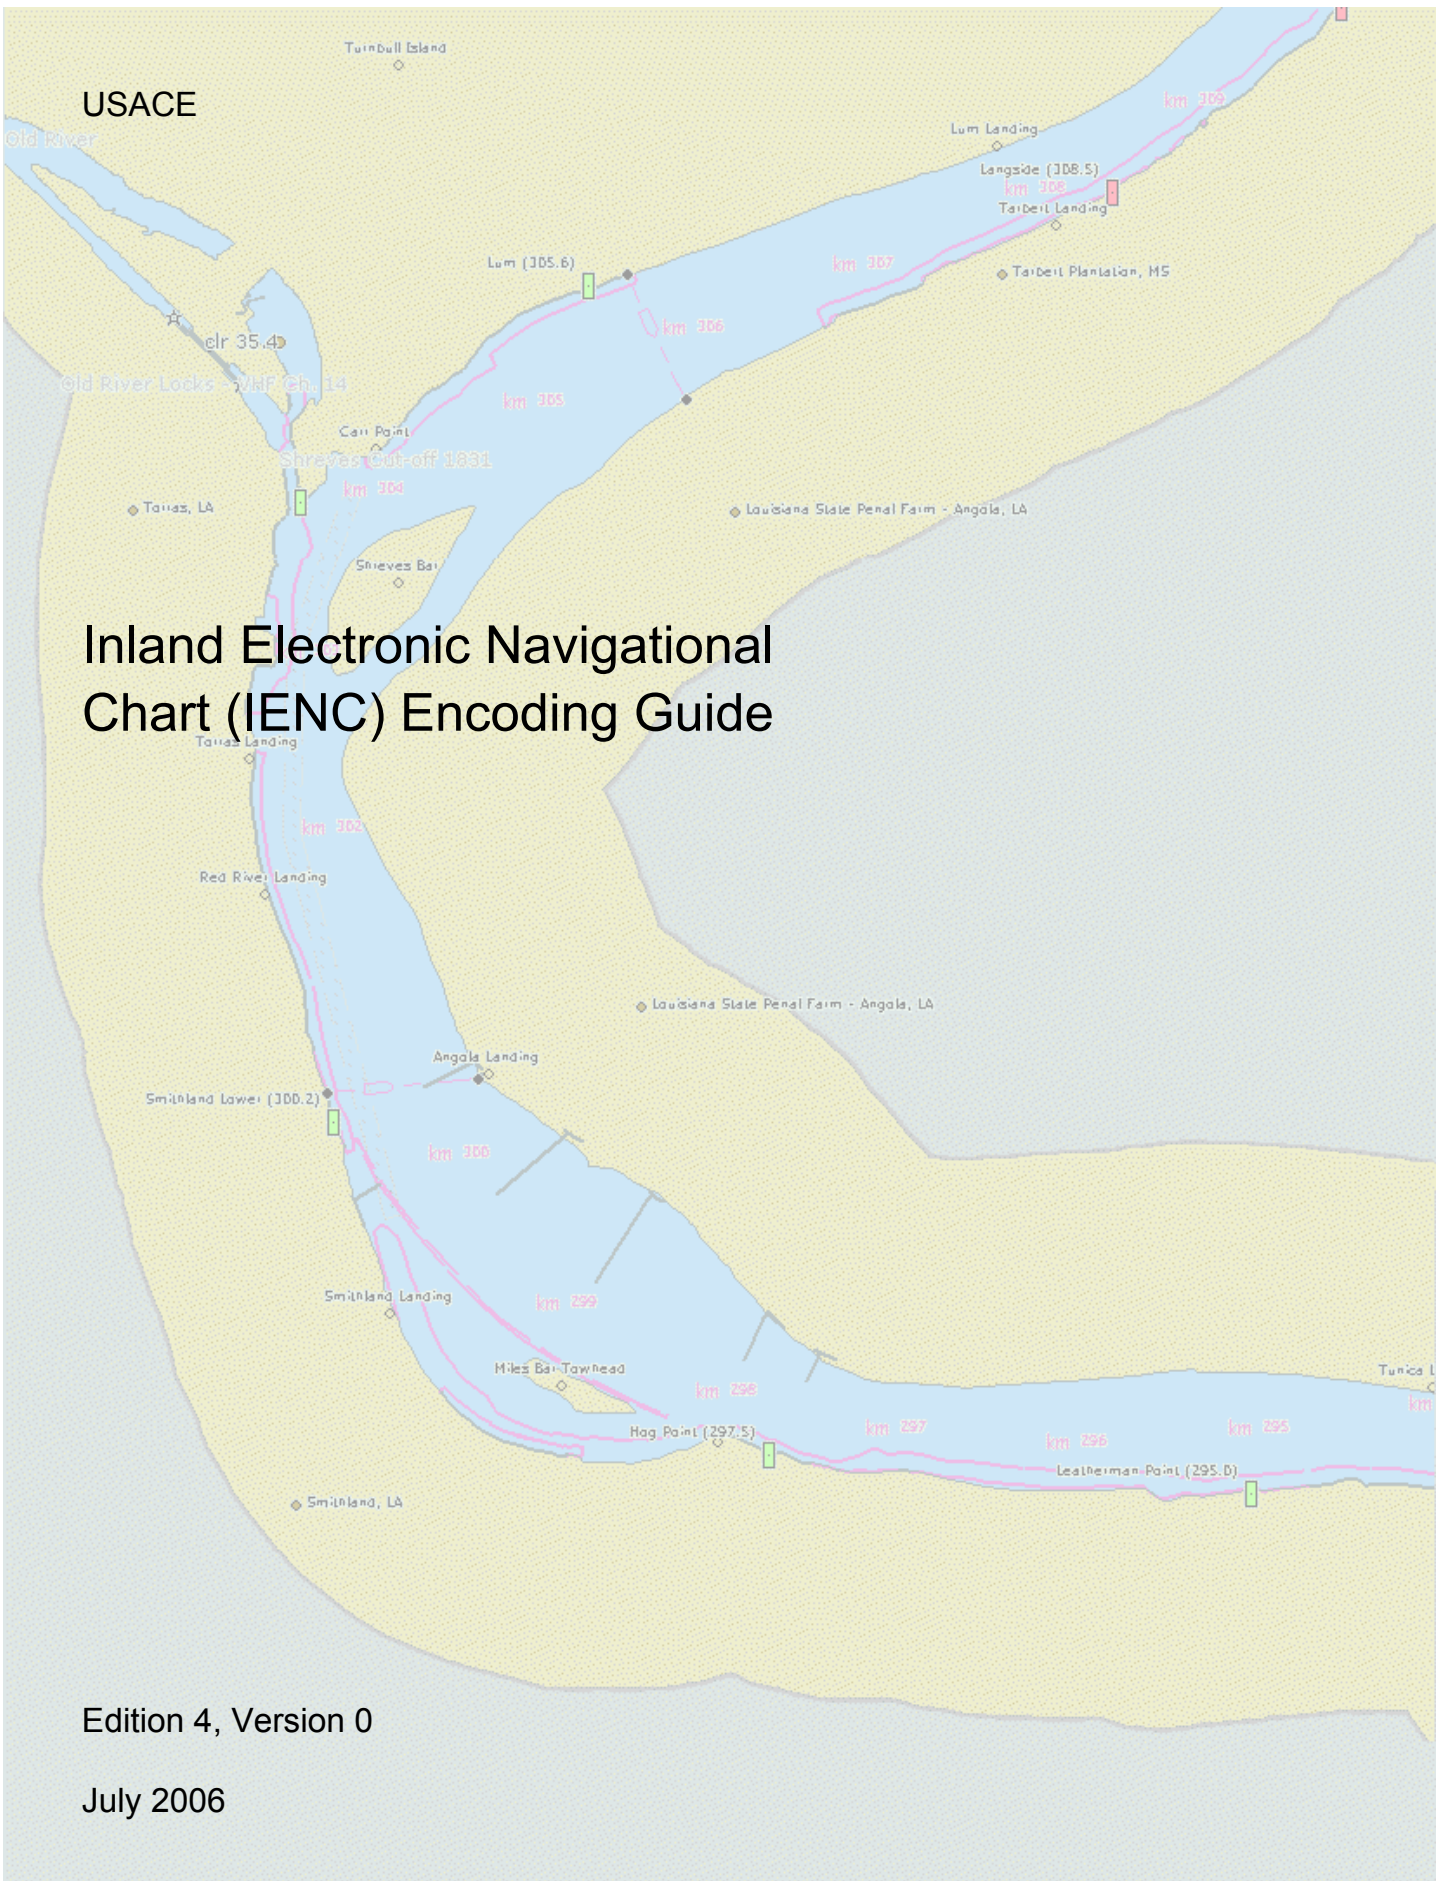 Turnbull Island
USACE
km 309
Lum Landing
Old River
Langside (308.5)
km 308
Tarbert Landing
Lum (305.6)
km 307
Tarbert Plantation, MS
km 306
clr 35.4
Old River Locks - VHF Ch. 14
km 305
Carr Point
Shreves Cut-off 1831
km 304
Torras, LA
Louisiana State Penal Farm - Angola, LA
Shreves Bar
Inland Electronic Navigational
Chart (IENC) Encoding Guide
Torras Landing
km 302
Red River Landing
Louisiana State Penal Farm - Angola, LA
Angola Landing
Smithland Lower (300.2)
km 300
Smithland Landing
km 299
Miles Bar Towhead
Tunica L
km 298
km
Hog Point (297.5)
km 297
km 296
km 295
Leatherman Point (295.0)
Smithland, LA
Edition 4, Version 0
July 2006